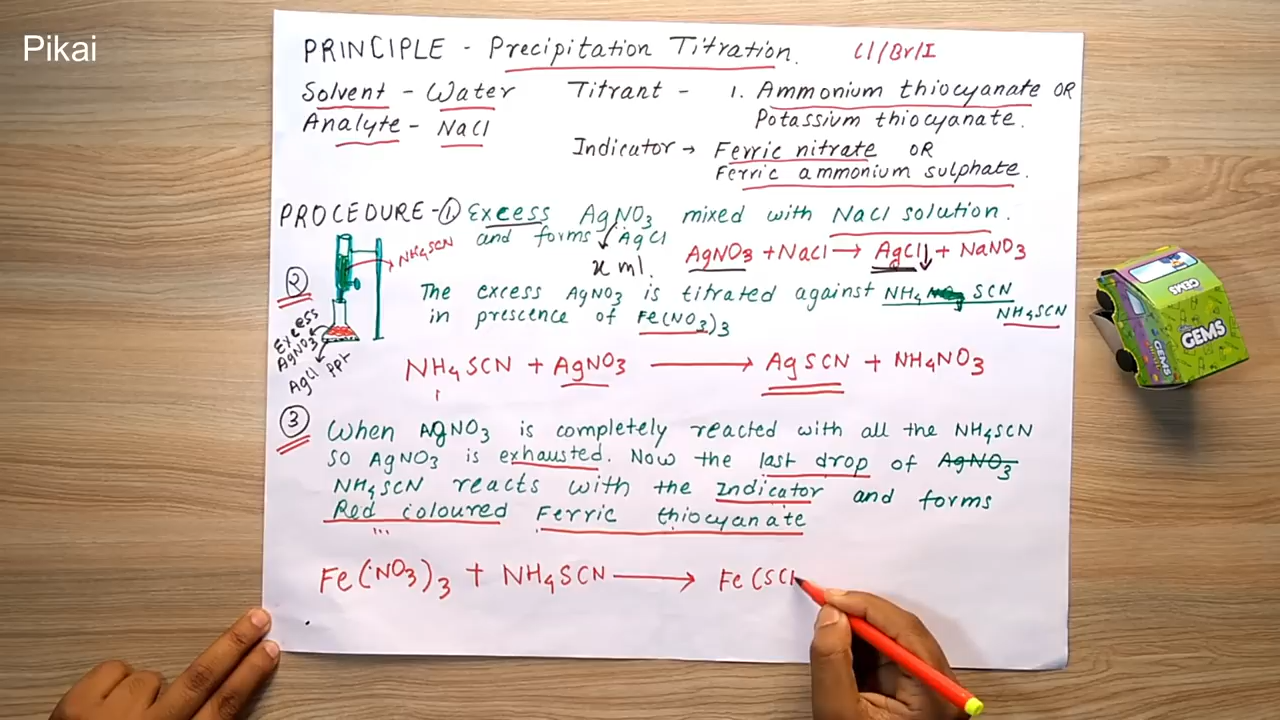 Pikai
PRINCIPLE - Precipitation Titration. Cl/Br/I
Solvent - Water Titrant - 1. Ammonium thiocyanate OR
Potassium thiocyanate.
Analyte - NaCl
Indicator → Ferric nitrate OR
Ferric ammonium sulphate.
PROCEDURE - ① Excess AgNO3 mixed with NaCl solution.
and forms AgCl
x ml.
AgNO3 + NaCl → AgCl↓ + NaNO3
NH4SCN
②
The excess AgNO3 is titrated against NH4 SCN
NH4SCN
in prescence of Fe(NO3)3
Excess
AgNO3
AgCl ppt
NH4SCN + AgNO3 → AgSCN + NH4NO3
③ When AgNO3 is completely reacted with all the NH4SCN
so AgNO3 is exhausted. Now the last drop of AgNO3
NH4SCN reacts with the Indicator and forms
Red coloured Ferric thiocyanate
Fe(NO3)3 + NH4SCN → Fe(SCN
GEMS
GEMS
GEMS